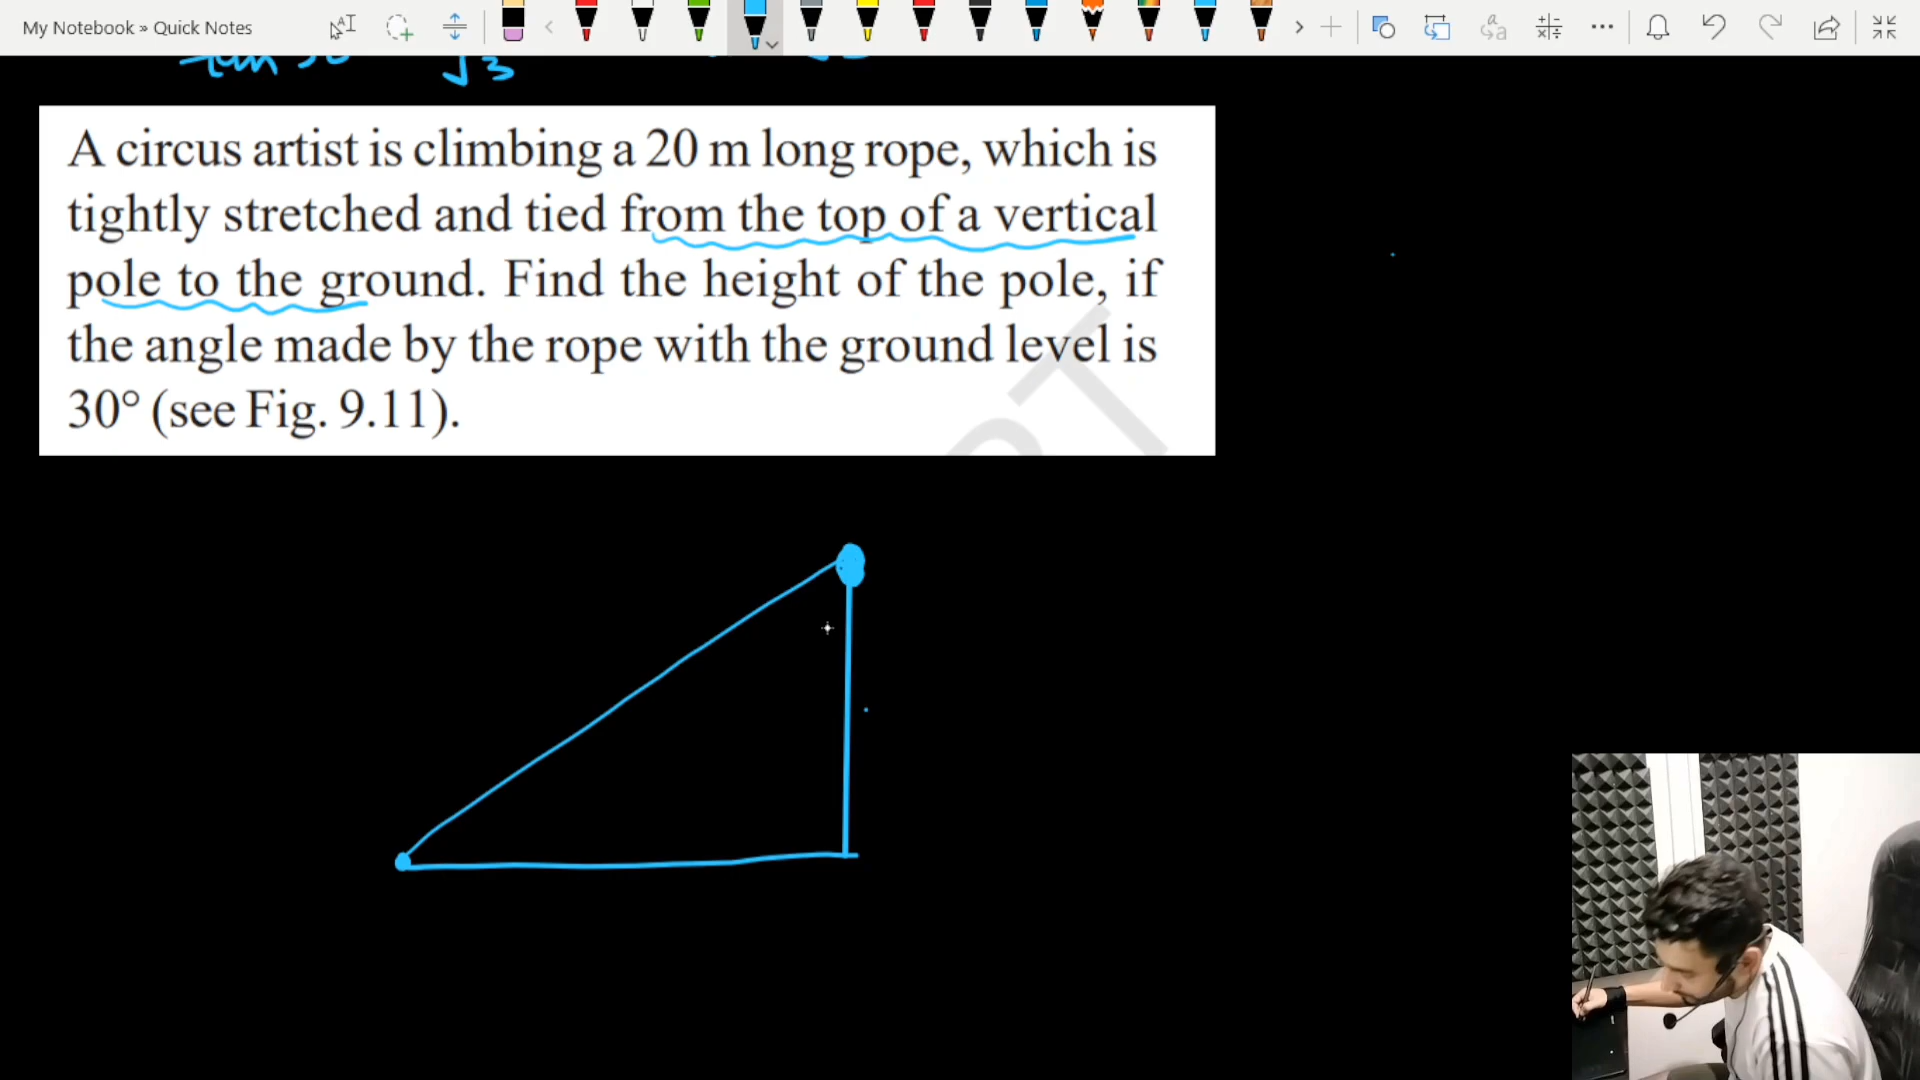 My Notebook » Quick Notes
A circus artist is climbing a 20 m long rope, which is
tightly stretched and tied from the top of a vertical
pole to the ground. Find the height of the pole, if
the angle made by the rope with the ground level is
30° (see Fig. 9.11).